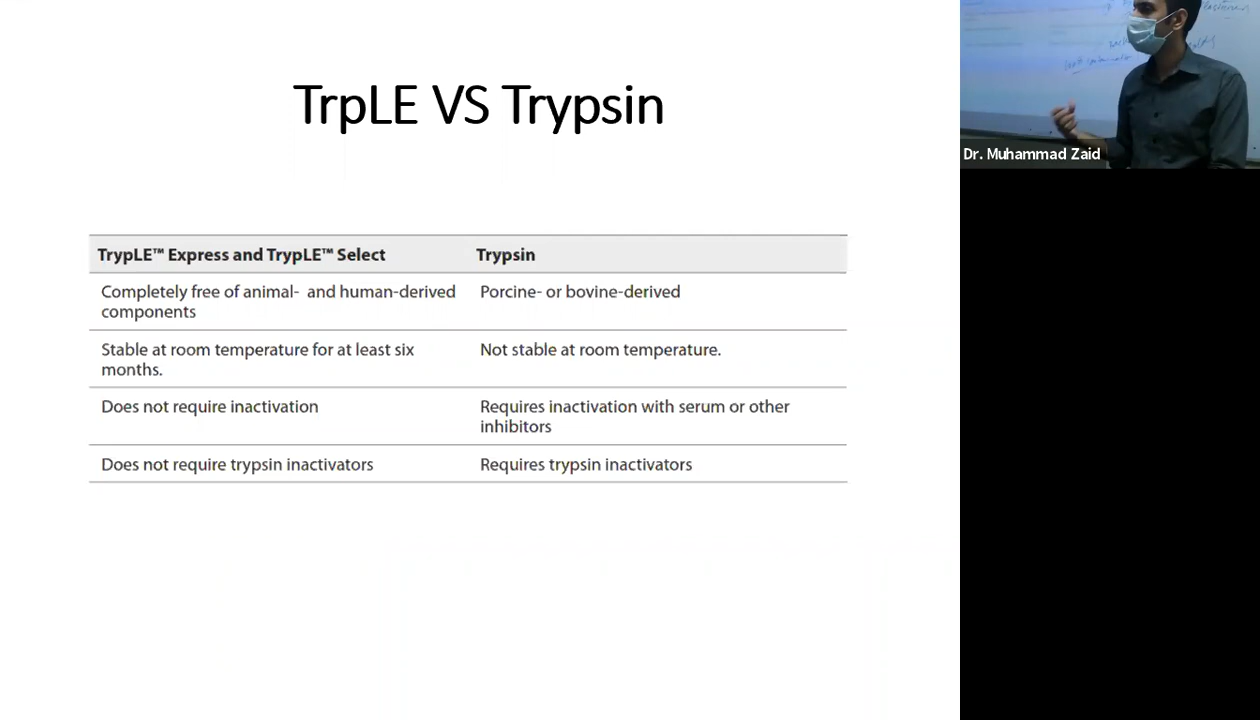 TrpLE VS Trypsin
TrypLE™ Express and TrypLE™ Select
Trypsin
Completely free of animal- and human-derived
components
Porcine- or bovine-derived
Stable at room temperature for at least six
months.
Not stable at room temperature.
Does not require inactivation
Requires inactivation with serum or other
inhibitors
Does not require trypsin inactivators
Requires trypsin inactivators
Dr. Muhammad Zaid